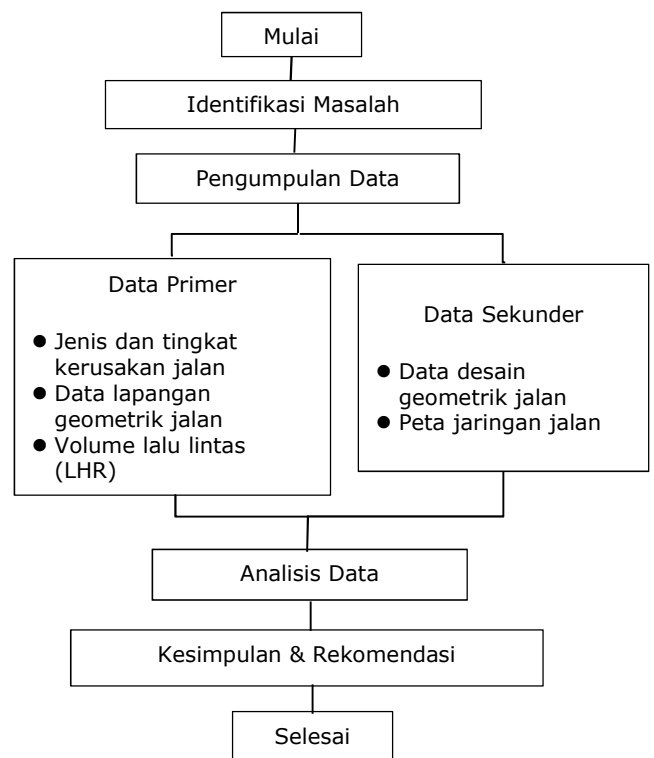 Mulai
Identifikasi Masalah
Pengumpulan Data
Data Primer
● Jenis dan tingkat
kerusakan jalan
● Data lapangan
geometrik jalan
● Volume lalu lintas
(LHR)
Data Sekunder
● Data desain
geometrik jalan
● Peta jaringan jalan
Analisis Data
Kesimpulan & Rekomendasi
Selesai